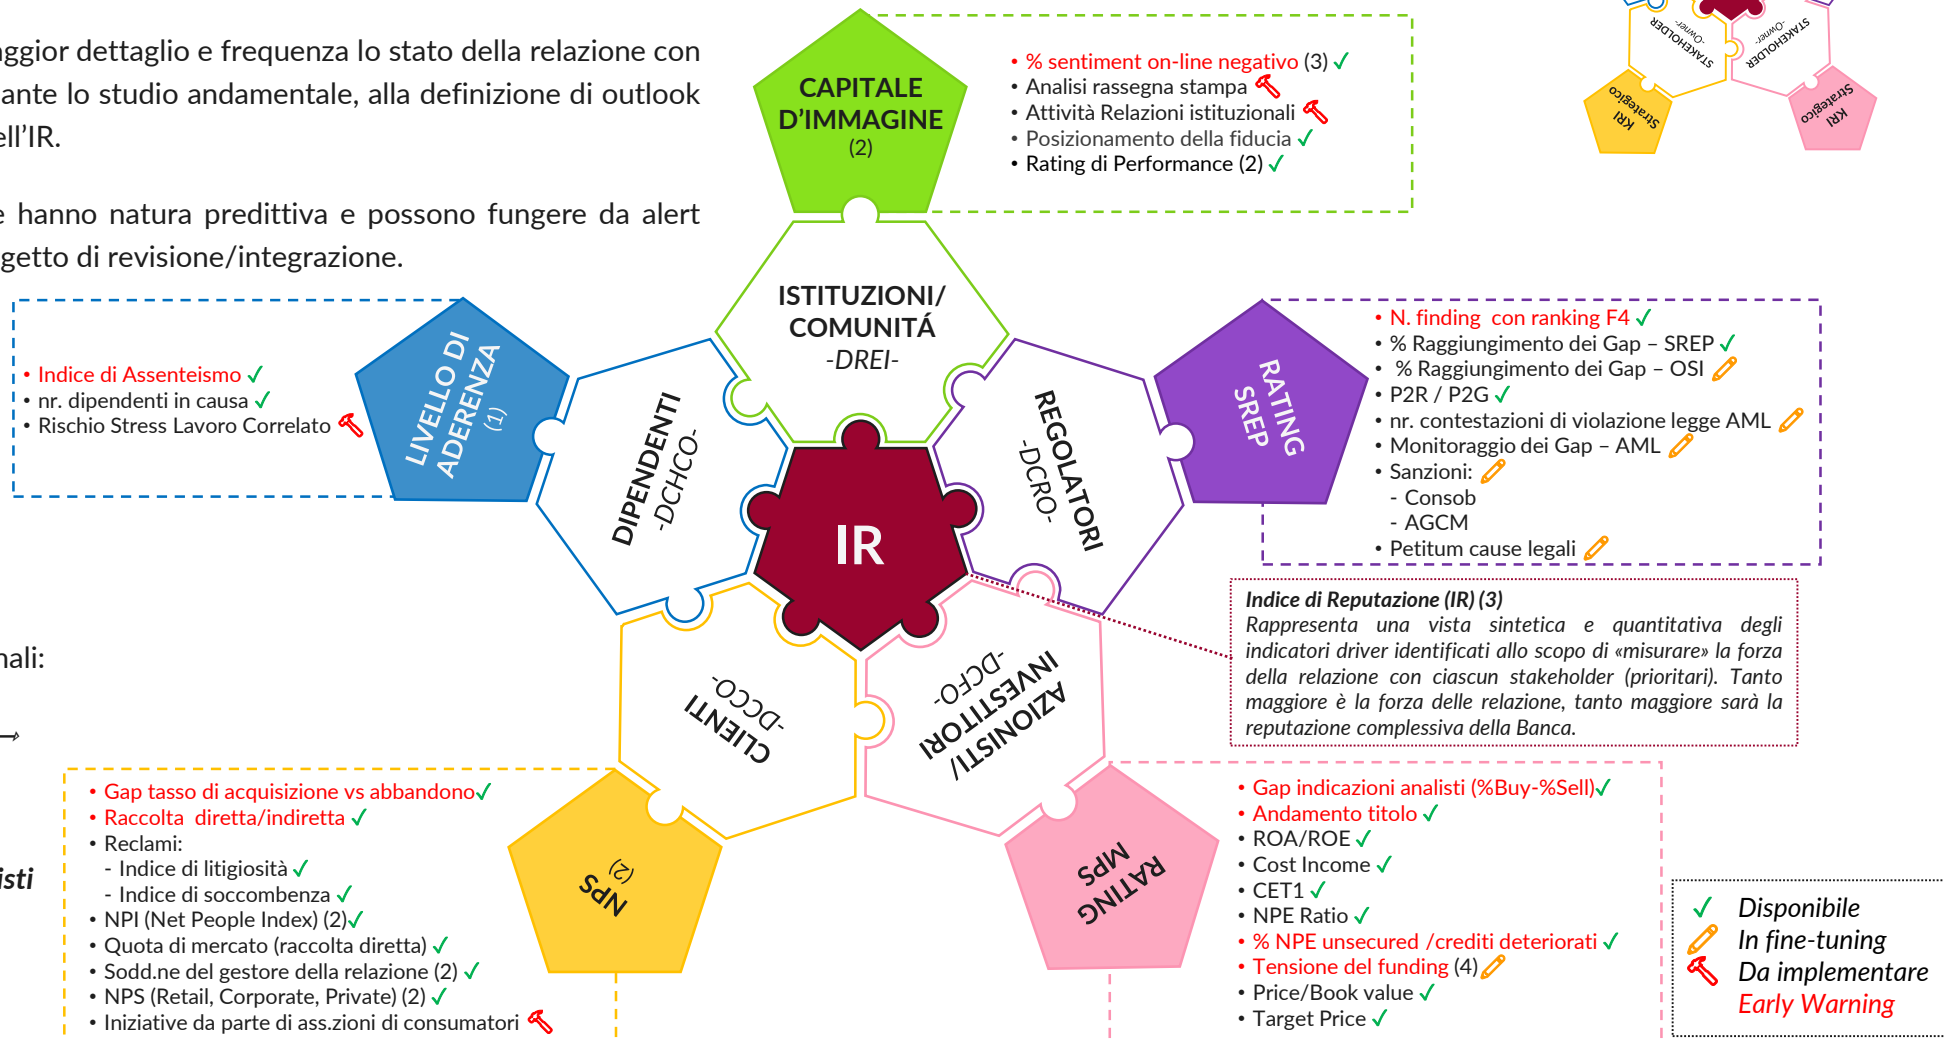 aggior dettaglio e frequenza lo stato della relazione con
ante lo studio andamentale, alla definizione di outlook
ell'IR.
e hanno natura predittiva e possono fungere da alert
getto di revisione/integrazione.
CAPITALE
D'IMMAGINE
(2)
• % sentiment on-line negativo (3)
• Analisi rassegna stampa
• Attività Relazioni istituzionali
• Posizionamento della fiducia
• Rating di Performance (2)
STAKEHOLDER
-Owner-
STAKEHOLDER
-Owner-
KRI
Strategico
KRI
Strategico
ISTITUZIONI/
COMUNITÁ
-DREI-
• Indice di Assenteismo
• nr. dipendenti in causa
• Rischio Stress Lavoro Correlato
LIVELLO DI
ADERENZA
(1)
DIPENDENTI
-DCHCO-
REGOLATORI
-DCRO-
RATING
SREP
• N. finding con ranking F4
• % Raggiungimento dei Gap – SREP
• % Raggiungimento dei Gap – OSI
• P2R / P2G
• nr. contestazioni di violazione legge AML
• Monitoraggio dei Gap – AML
• Sanzioni:
- Consob
- AGCM
• Petitum cause legali
IR
Indice di Reputazione (IR) (3)
Rappresenta una vista sintetica e quantitativa degli
indicatori driver identificati allo scopo di «misurare» la forza
della relazione con ciascun stakeholder (prioritari). Tanto
maggiore è la forza delle relazione, tanto maggiore sarà la
reputazione complessiva della Banca.
nali:
CLIENTI
-DCCO-
AZIONISTI/
INVESTITORI
-DCFO-
isti
• Gap tasso di acquisizione vs abbandono
• Raccolta diretta/indiretta
• Reclami:
- Indice di litigiosità
- Indice di soccombenza
• NPI (Net People Index) (2)
• Quota di mercato (raccolta diretta)
• Sodd.ne del gestore della relazione (2)
• NPS (Retail, Corporate, Private) (2)
• Iniziative da parte di ass.zioni di consumatori
NPS
(2)
RATING
MPS
• Gap indicazioni analisti (%Buy-%Sell)
• Andamento titolo
• ROA/ROE
• Cost Income
• CET1
• NPE Ratio
• % NPE unsecured /crediti deteriorati
• Tensione del funding (4)
• Price/Book value
• Target Price
Disponibile
In fine-tuning
Da implementare
Early Warning